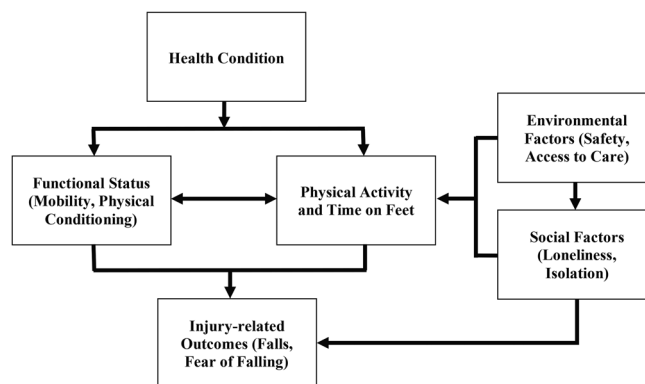 Health Condition
Environmental
Factors (Safety,
Access to Care)
Functional Status
(Mobility, Physical
Conditioning)
Physical Activity
and Time on Feet
Social Factors
(Loneliness,
Isolation)
Injury-related
Outcomes (Falls,
Fear of Falling)